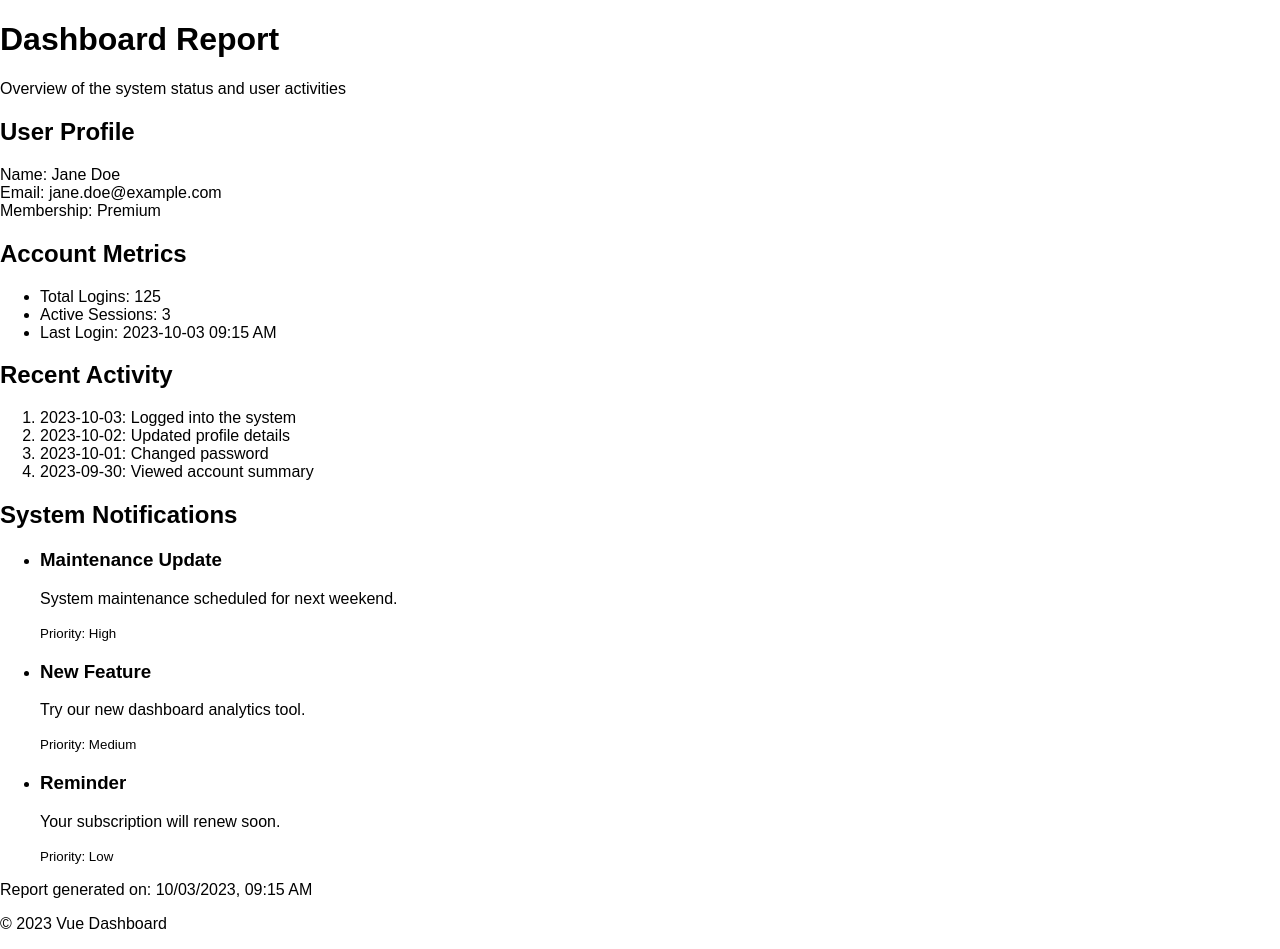 Dashboard Report
Overview of the system status and user activities
User Profile
Name: Jane Doe
Email: jane.doe@example.com
Membership: Premium
Account Metrics
• Total Logins: 125
• Active Sessions: 3
• Last Login: 2023-10-03 09:15 AM
Recent Activity
1. 2023-10-03: Logged into the system
2. 2023-10-02: Updated profile details
3. 2023-10-01: Changed password
4. 2023-09-30: Viewed account summary
System Notifications
• Maintenance Update
System maintenance scheduled for next weekend.
Priority: High
• New Feature
Try our new dashboard analytics tool.
Priority: Medium
• Reminder
Your subscription will renew soon.
Priority: Low
Report generated on: 10/03/2023, 09:15 AM
© 2023 Vue Dashboard